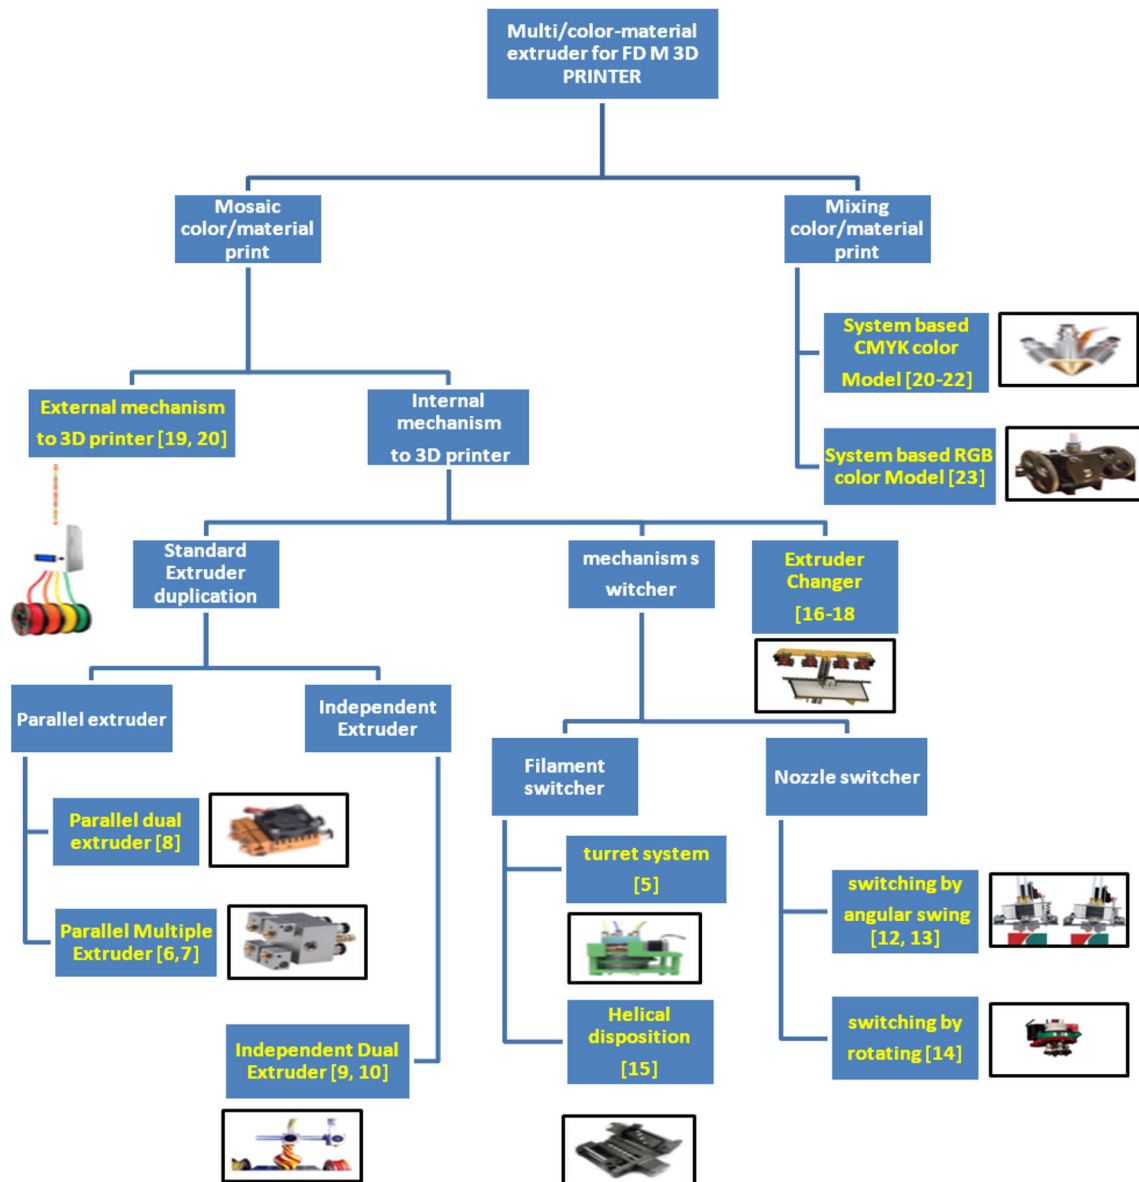 Multi/color-material
extruder for FD M 3D
PRINTER
Mosaic
color/material
print
Mixing
color/material
print
System based
CMYK color
Model [20-22]
External mechanism
to 3D printer [19, 20]
Internal
mechanism
to 3D printer
System based RGB
color Model [23]
Standard
Extruder
duplication
mechanism s
witcher
Extruder
Changer
[16-18
Parallel extruder
Independent
Extruder
Filament
switcher
Nozzle switcher
Parallel dual
extruder [8]
turret system
[5]
switching by
angular swing
[12, 13]
Parallel Multiple
Extruder [6,7]
Helical
disposition
[15]
switching by
rotating [14]
Independent Dual
Extruder [9, 10]